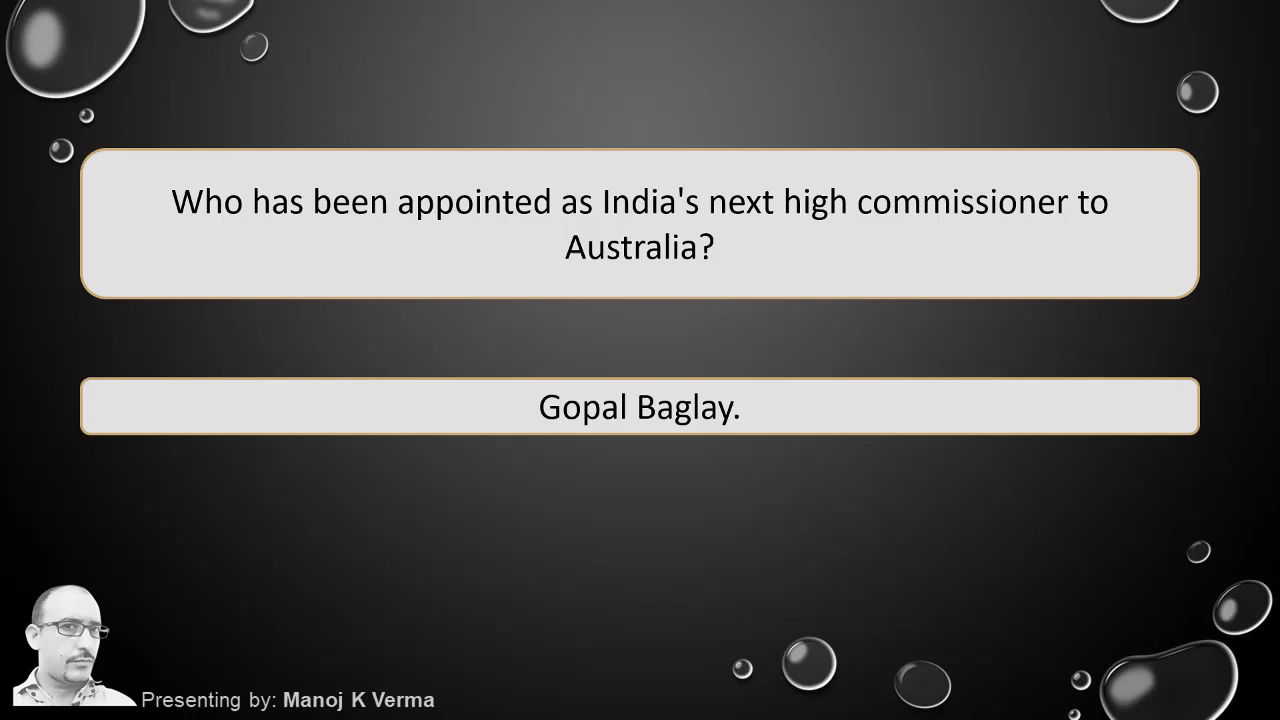 Who has been appointed as India's next high commissioner to
Australia?
Gopal Baglay.
Presenting by: Manoj K Verma